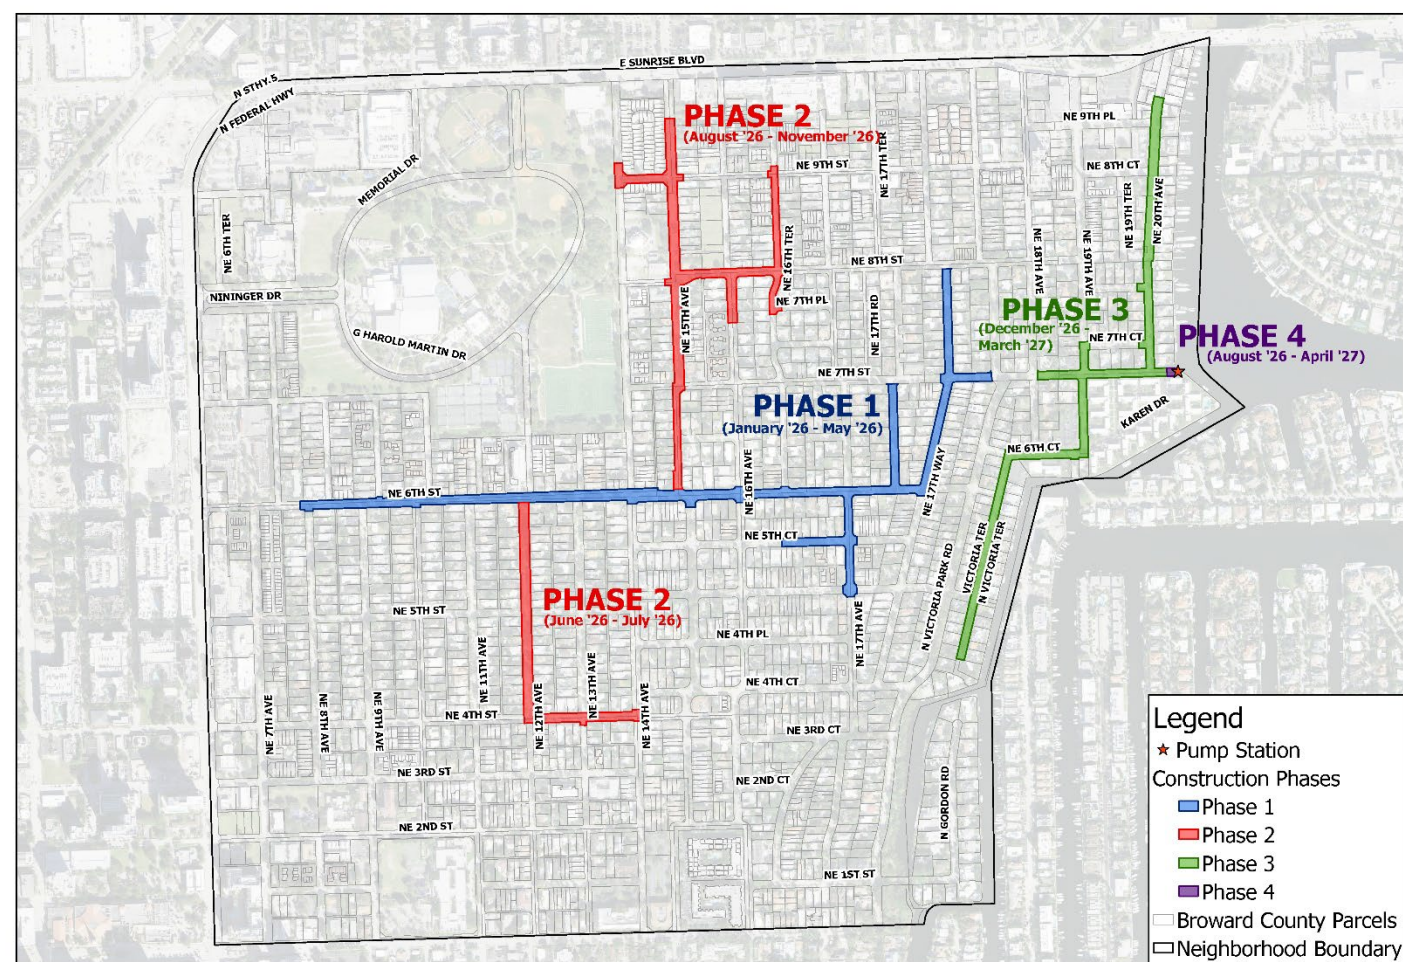 E SUNRISE BLVD
N STHY.5
N FEDERAL HWY
PHASE 2
(August '26 - November '26)
NE 9TH PL
MEMORIAL DR
NE 9TH ST
NE 17TH TER
NE 8TH CT
NE 19TH TER
NE 20TH AVE
NE 6TH TER
NE 16TH TER
NE 8TH ST
NE 18TH AVE
NE 19TH AVE
NININGER DR
NE 7TH PL
NE 17TH RD
PHASE 3
(December '26 -
March '27)
G HAROLD MARTIN DR
NE 15TH AVE
NE 7TH CT
PHASE 4
(August '26 - April '27)
NE 7TH ST
PHASE 1
(January '26 - May '26)
KAREN DR
NE 6TH CT
NE 16TH AVE
NE 17TH WAY
NE 6TH ST
NE 5TH CT
N VICTORIA PARK RD
VICTORIA TER
N VICTORIA TER
PHASE 2
(June '26 - July '26)
NE 5TH ST
NE 4TH PL
NE 17TH AVE
NE 11TH AVE
NE 13TH AVE
NE 4TH CT
NE 7TH AVE
NE 8TH AVE
NE 9TH AVE
NE 4TH ST
NE 12TH AVE
NE 14TH AVE
NE 3RD CT
NE 3RD ST
NE 2ND CT
N GORDON RD
NE 2ND ST
NE 1ST ST
Legend
Pump Station
Construction Phases
Phase 1
Phase 2
Phase 3
Phase 4
Broward County Parcels
Neighborhood Boundary